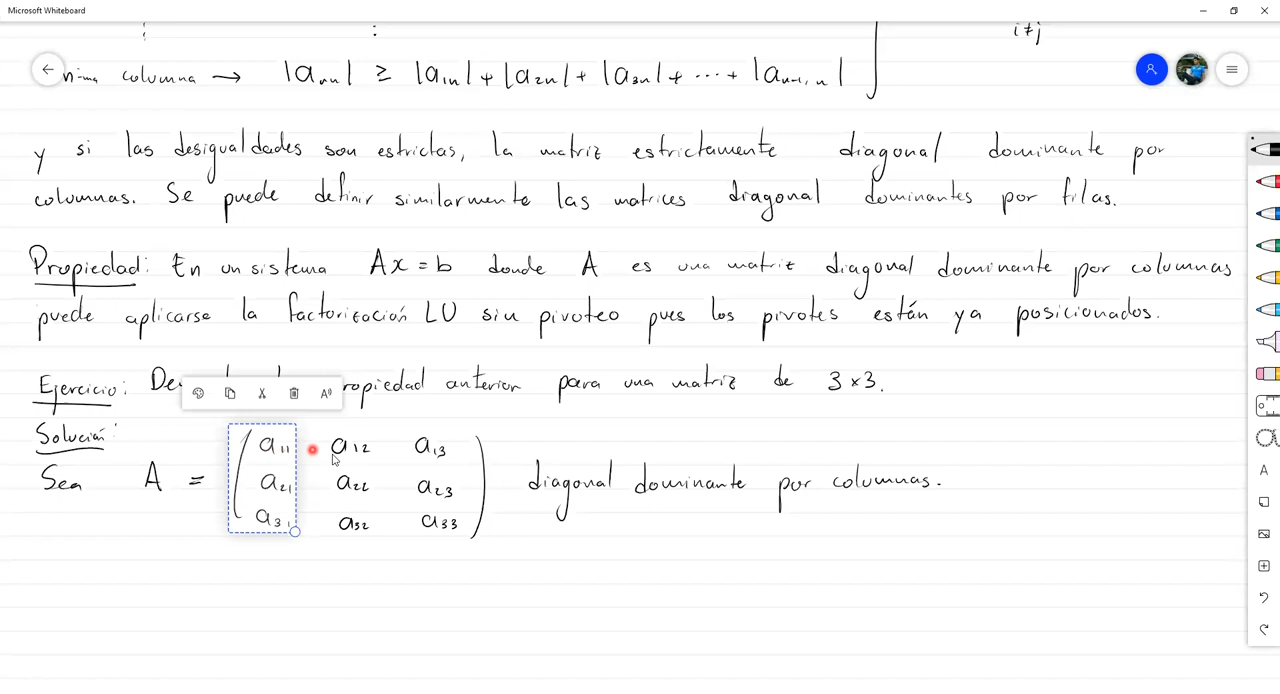 Microsoft Whiteboard
i≠j
n-ma columna → |ann| ≥ |a1n| + |a2n| + |a3n| + ... + |an-1,n|
y si las desigualdades son estrictas, la matriz estrictamente diagonal dominante por
columnas. Se puede definir similarmente las matrices diagonal dominantes por filas.
Propiedad: En un sistema Ax = b donde A es una matriz diagonal dominante por columnas
puede aplicarse la factorización LU sin pivoteo pues los pivotes están ya posicionados.
Ejercicio: propiedad anterior para una matriz de 3×3.
Solución:
a11 a12 a13
Sea A = a21 a22 a23 diagonal dominante por columnas.
a31 a32 a33